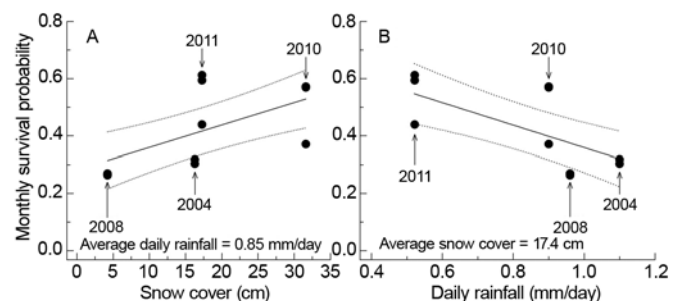 Monthly survival probability
0.8
0.6
0.4
0.2
0.0
A
2011
2010
2008
2004
Average daily rainfall = 0.85 mm/day
0 5 10 15 20 25 30 35
Snow cover (cm)
B
2010
2011
2008
2004
Average snow cover = 17.4 cm
0.4 0.6 0.8 1.0 1.2
Daily rainfall (mm/day)